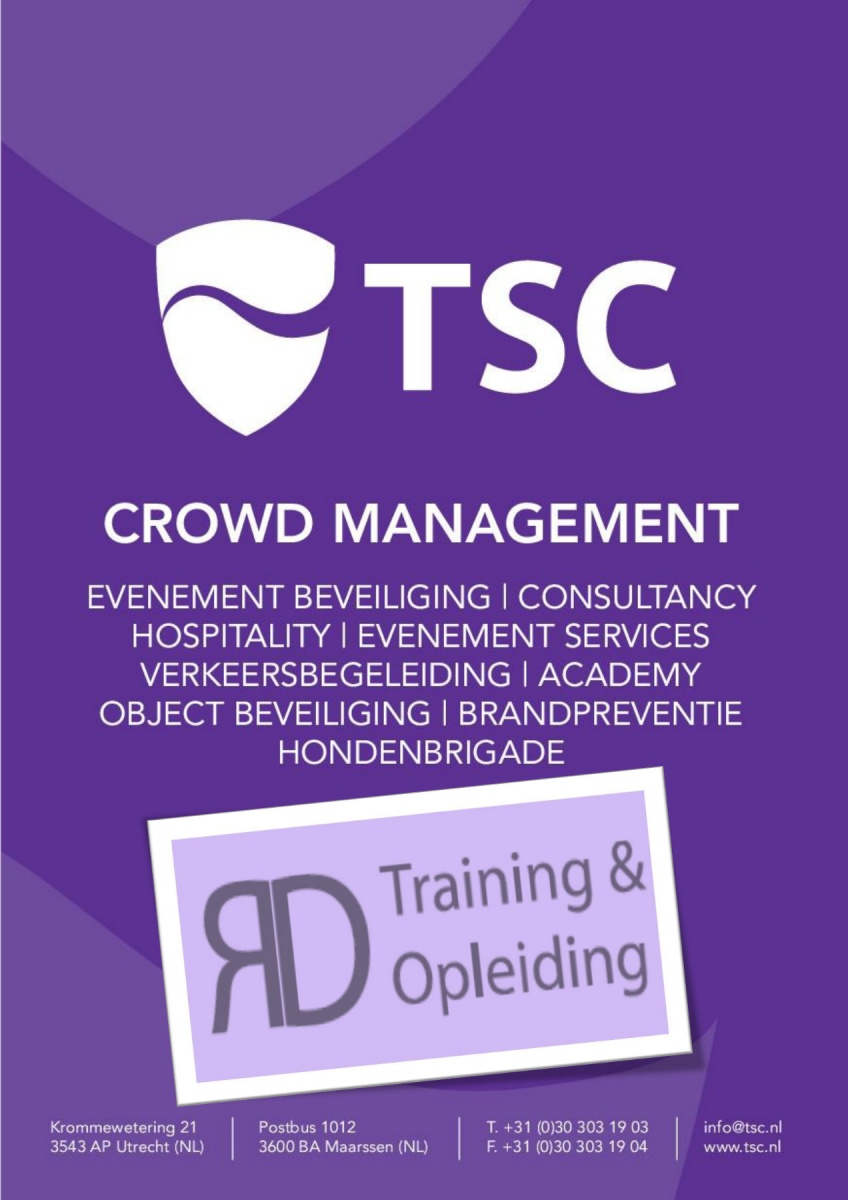 TSC
CROWD MANAGEMENT
EVENEMENT BEVEILIGING | CONSULTANCY
HOSPITALITY | EVENEMENT SERVICES
VERKEERSBEGELEIDING | ACADEMY
OBJECT BEVEILIGING | BRANDPREVENTIE
HONDENBRIGADE
RD Training &
Opleiding
Krommewetering 21 | Postbus 1012 | T. +31 (0)30 303 19 03 | info@tsc.nl
3543 AP Utrecht (NL) | 3600 BA Maarssen (NL) | F. +31 (0)30 303 19 04 | www.tsc.nl